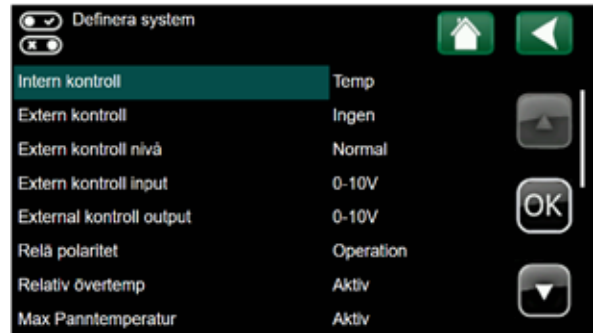 Definera system
Intern kontroll Temp
Extern kontroll Ingen
Extern kontroll nivå Normal
Extern kontroll input 0-10V
External kontroll output 0-10V
Relä polaritet Operation
Relativ övertemp Aktiv
Max Panntemperatur Aktiv
OK